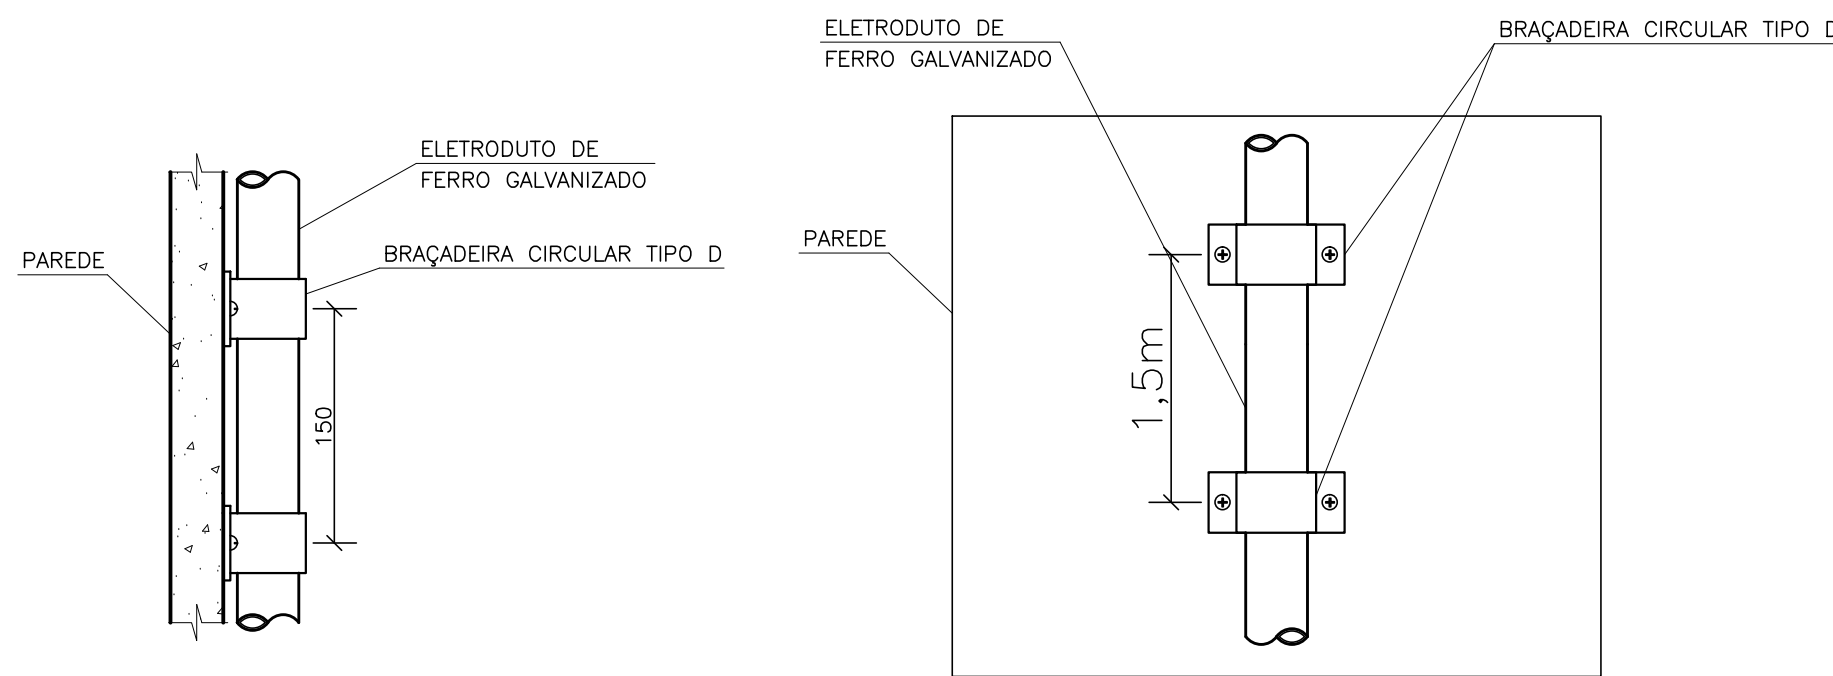 ELETRODUTO DE
FERRO GALVANIZADO
BRAÇADEIRA CIRCULAR TIPO D
PAREDE
150
ELETRODUTO DE
FERRO GALVANIZADO
BRAÇADEIRA CIRCULAR TIPO D
PAREDE
1,5m